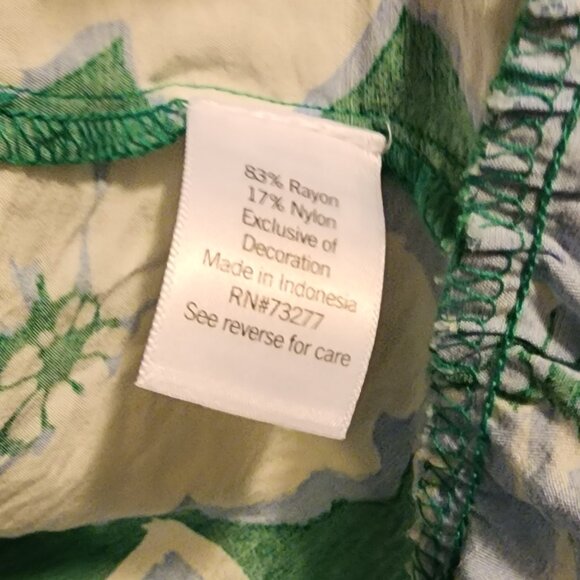 83% Rayon
17% Nylon
Exclusive of
Decoration
Made in Indonesia
RN#73277
See reverse for care